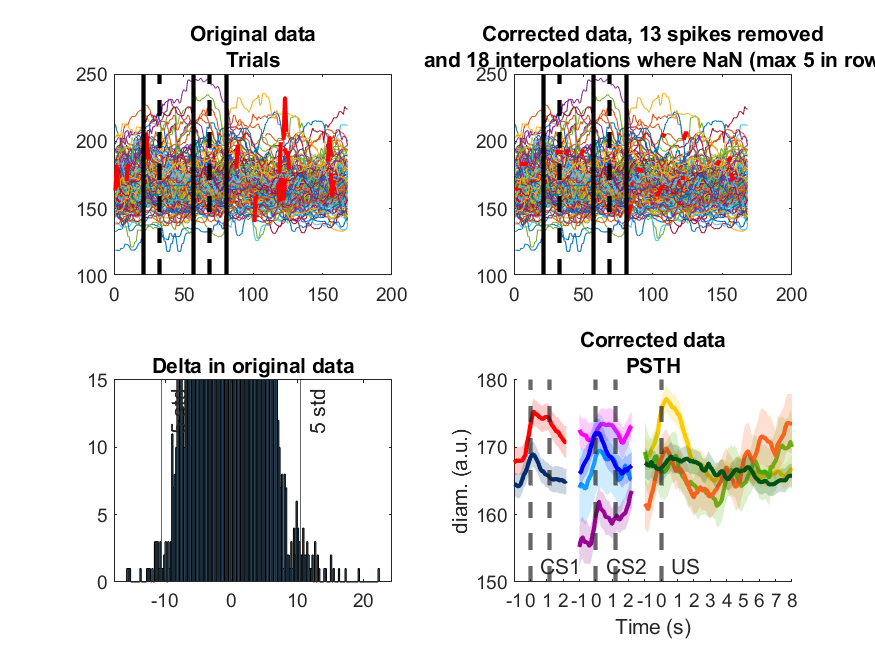 Original data
Trials
250
200
150
100
0
50
100
150
200
Corrected data, 13 spikes removed
and 18 interpolations where NaN (max 5 in row
250
200
150
100
0
50
100
150
200
Delta in original data
15
10
5
0
-10
0
10
20
5 std
5 std
Corrected data
PSTH
180
170
160
150
diam. (a.u.)
CS1
CS2
US
-1 0 1 2 -1 0 1 2 -1 0 1 2 3 4 5 6 7 8
Time (s)